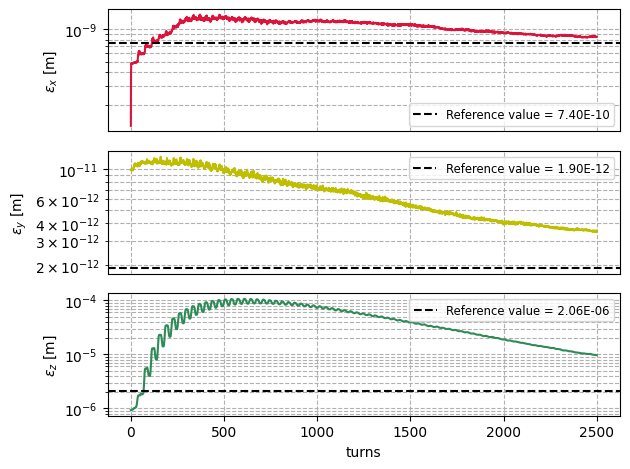 10⁻⁹
εx [m]
Reference value = 7.40E-10
10⁻¹¹
6 × 10⁻¹²
4 × 10⁻¹²
3 × 10⁻¹²
2 × 10⁻¹²
εy [m]
Reference value = 1.90E-12
10⁻⁴
10⁻⁵
10⁻⁶
εz [m]
Reference value = 2.06E-06
0 500 1000 1500 2000 2500
turns